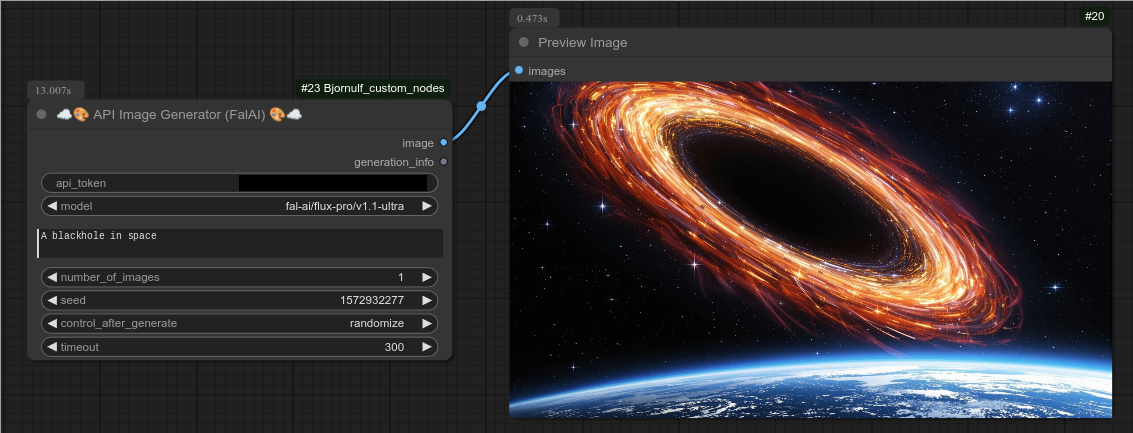 13.007s
#23 Bjornulf_custom_nodes
☁️🎨 API Image Generator (FalAI) 🎨☁️
image
generation_info
api_token
model fal-ai/flux-pro/v1.1-ultra
A blackhole in space
number_of_images 1
seed 1572932277
control_after_generate randomize
timeout 300
0.473s
#20
Preview Image
images